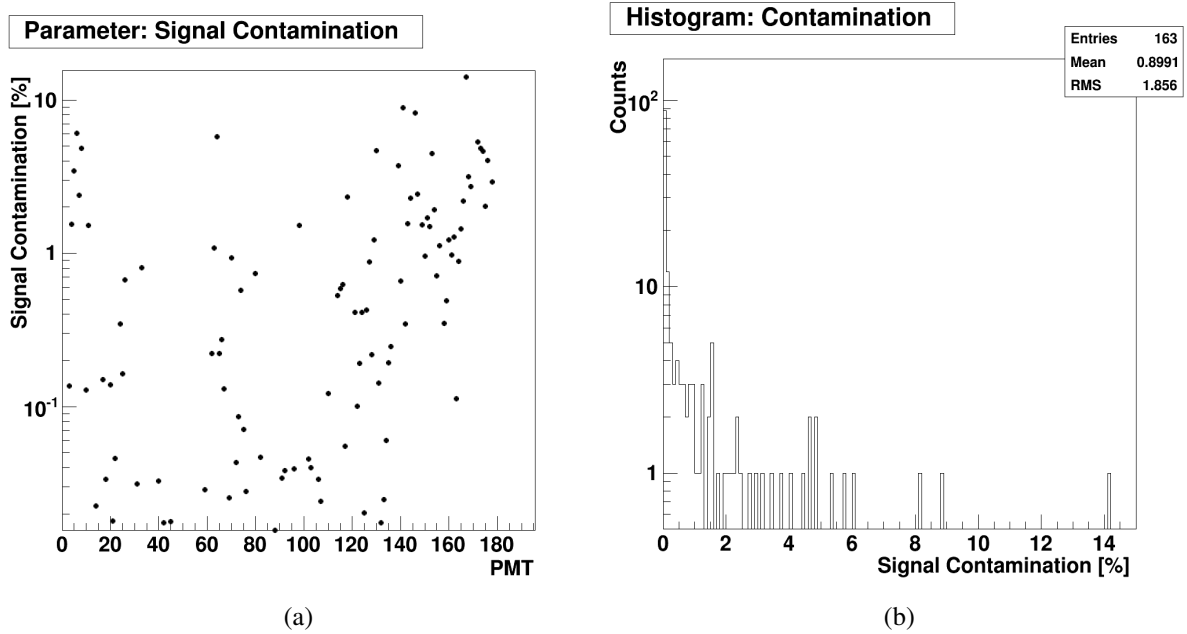 Parameter: Signal Contamination
Signal Contamination [%]
10
1
10-1
0 20 40 60 80 100 120 140 160 180
PMT
(a)
Histogram: Contamination
Entries 163
Mean 0.8991
RMS 1.856
Counts
10²
10
1
0 2 4 6 8 10 12 14
Signal Contamination [%]
(b)